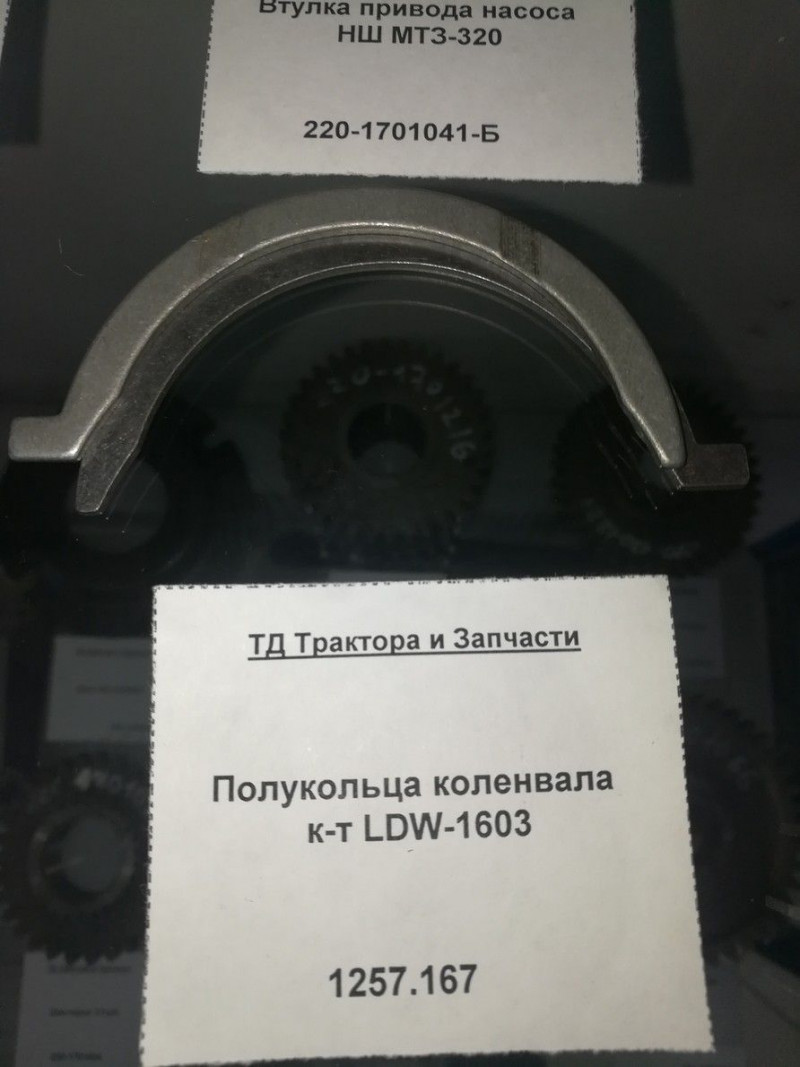 Втулка привода насоса
НШ МТЗ-320
220-1701041-Б
ТД Трактора и Запчасти
Полукольца коленвала
к-т LDW-1603
1257.167